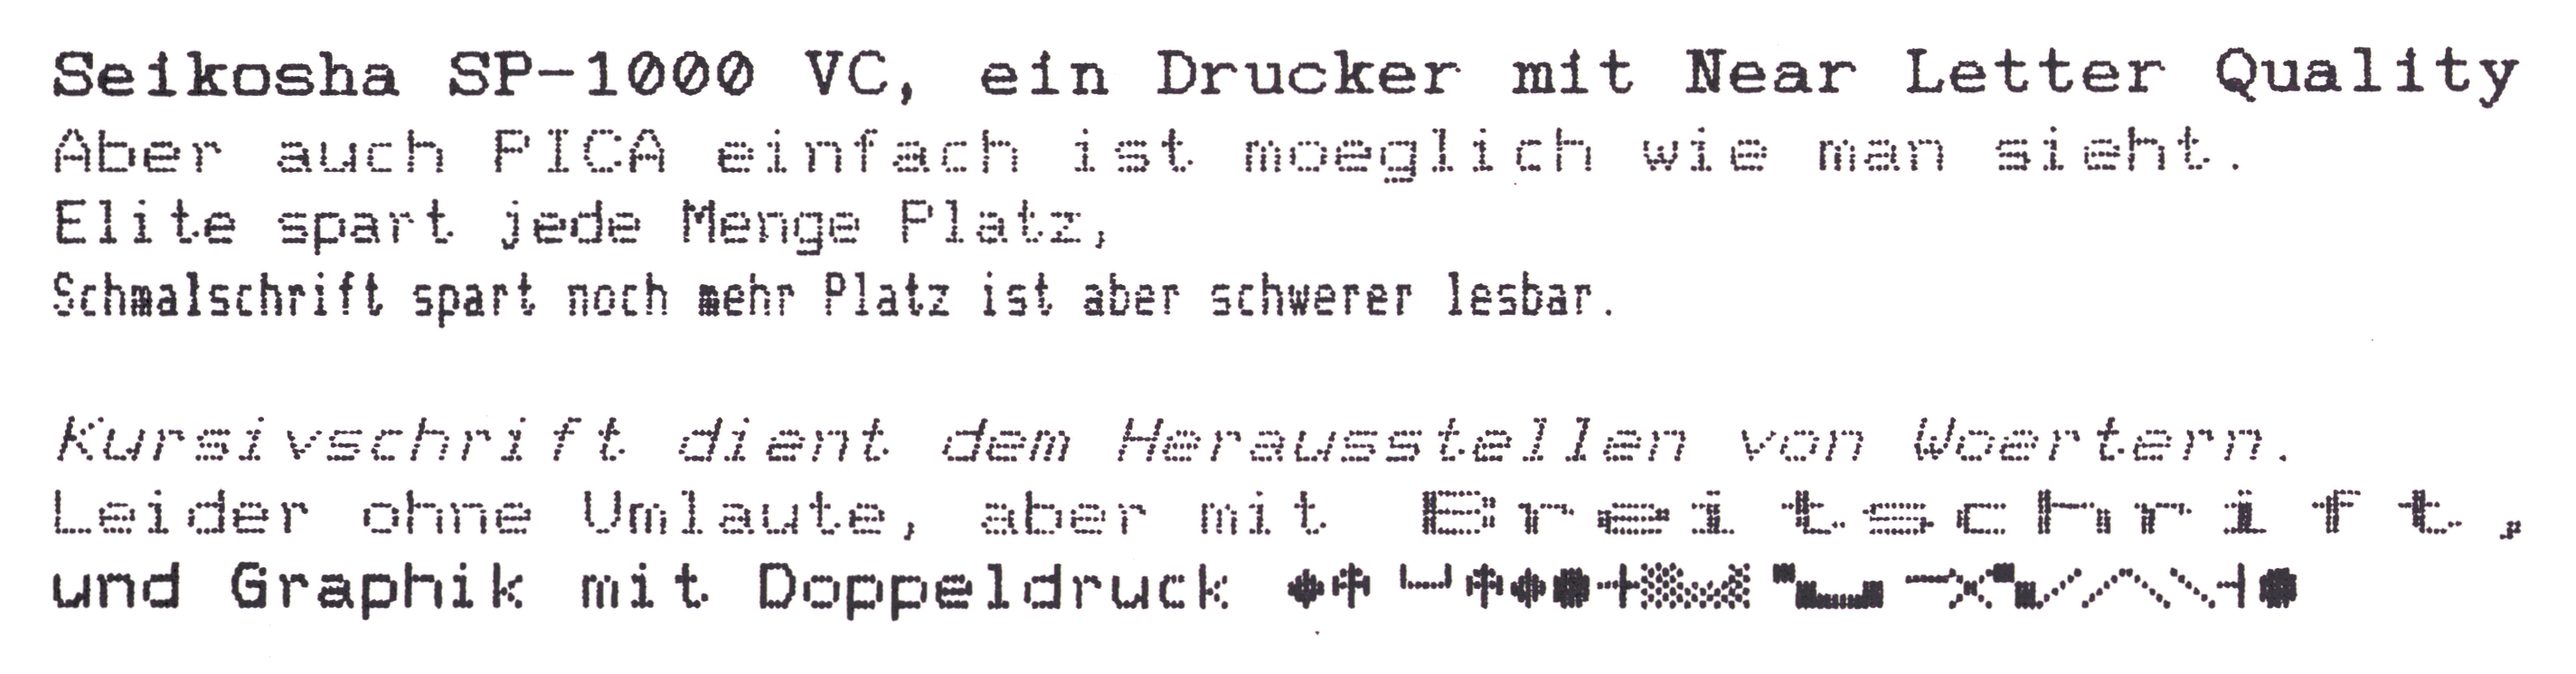 Seikosha SP-1000 VC, ein Drucker mit Near Letter Quality
Aber auch PICA einfach ist moeglich wie man sieht.
Elite spart jede Menge Platz,
Schmalschrift spart noch mehr Platz ist aber schwerer lesbar.
Kursivschrift dient dem Herausstellen von Woertern.
Leider ohne Umlaute, aber mit Breitschrift,
und Graphik mit Doppeldruck